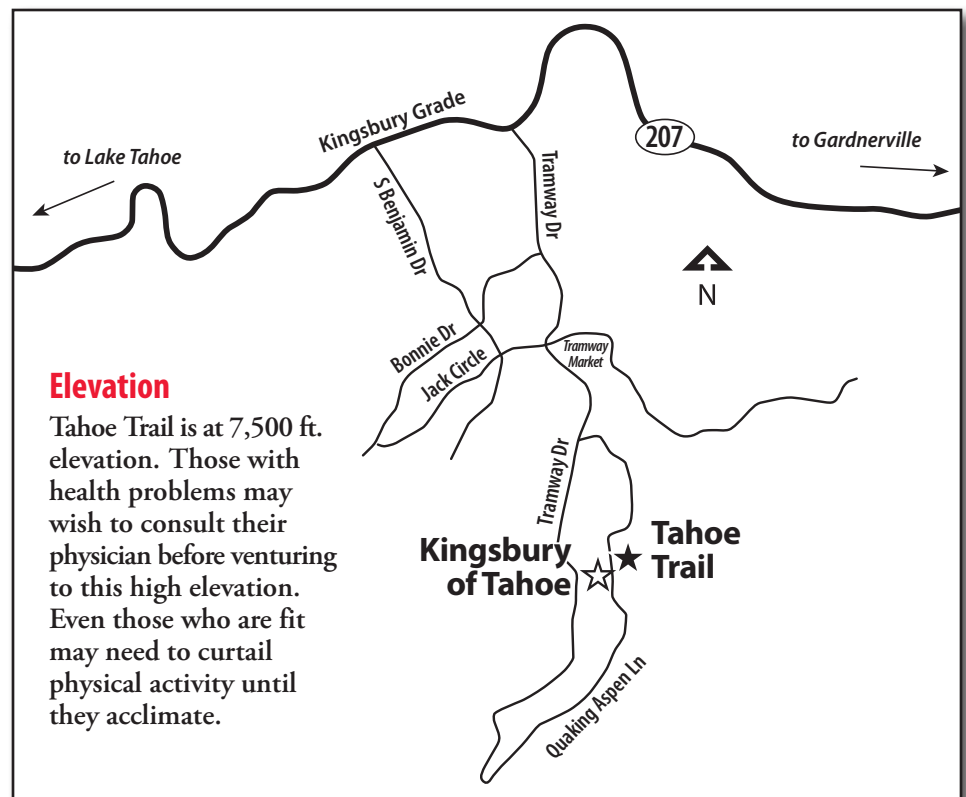 Kingsbury Grade
207
to Lake Tahoe
to Gardnerville
S Benjamin Dr
Tramway Dr
N
Bonnie Dr
Jack Circle
Tramway
Market
Elevation
Tahoe Trail is at 7,500 ft.
elevation. Those with
health problems may
wish to consult their
physician before venturing
to this high elevation.
Even those who are fit
may need to curtail
physical activity until
they acclimate.
Tramway Dr
Kingsbury
of Tahoe
Tahoe
Trail
Quaking Aspen Ln